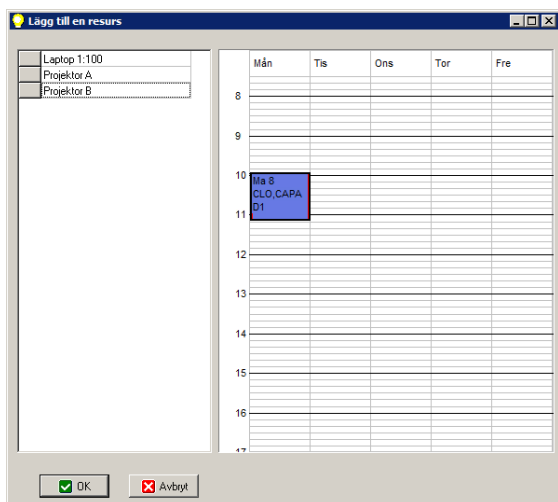 Lägg till en resurs
Laptop 1:100
Projektor A
Projektor B
Mån Tis Ons Tor Fre
8
9
10
Ma 8
CLO,CAPA
D1
11
12
13
14
15
16
17
OK Avbryt